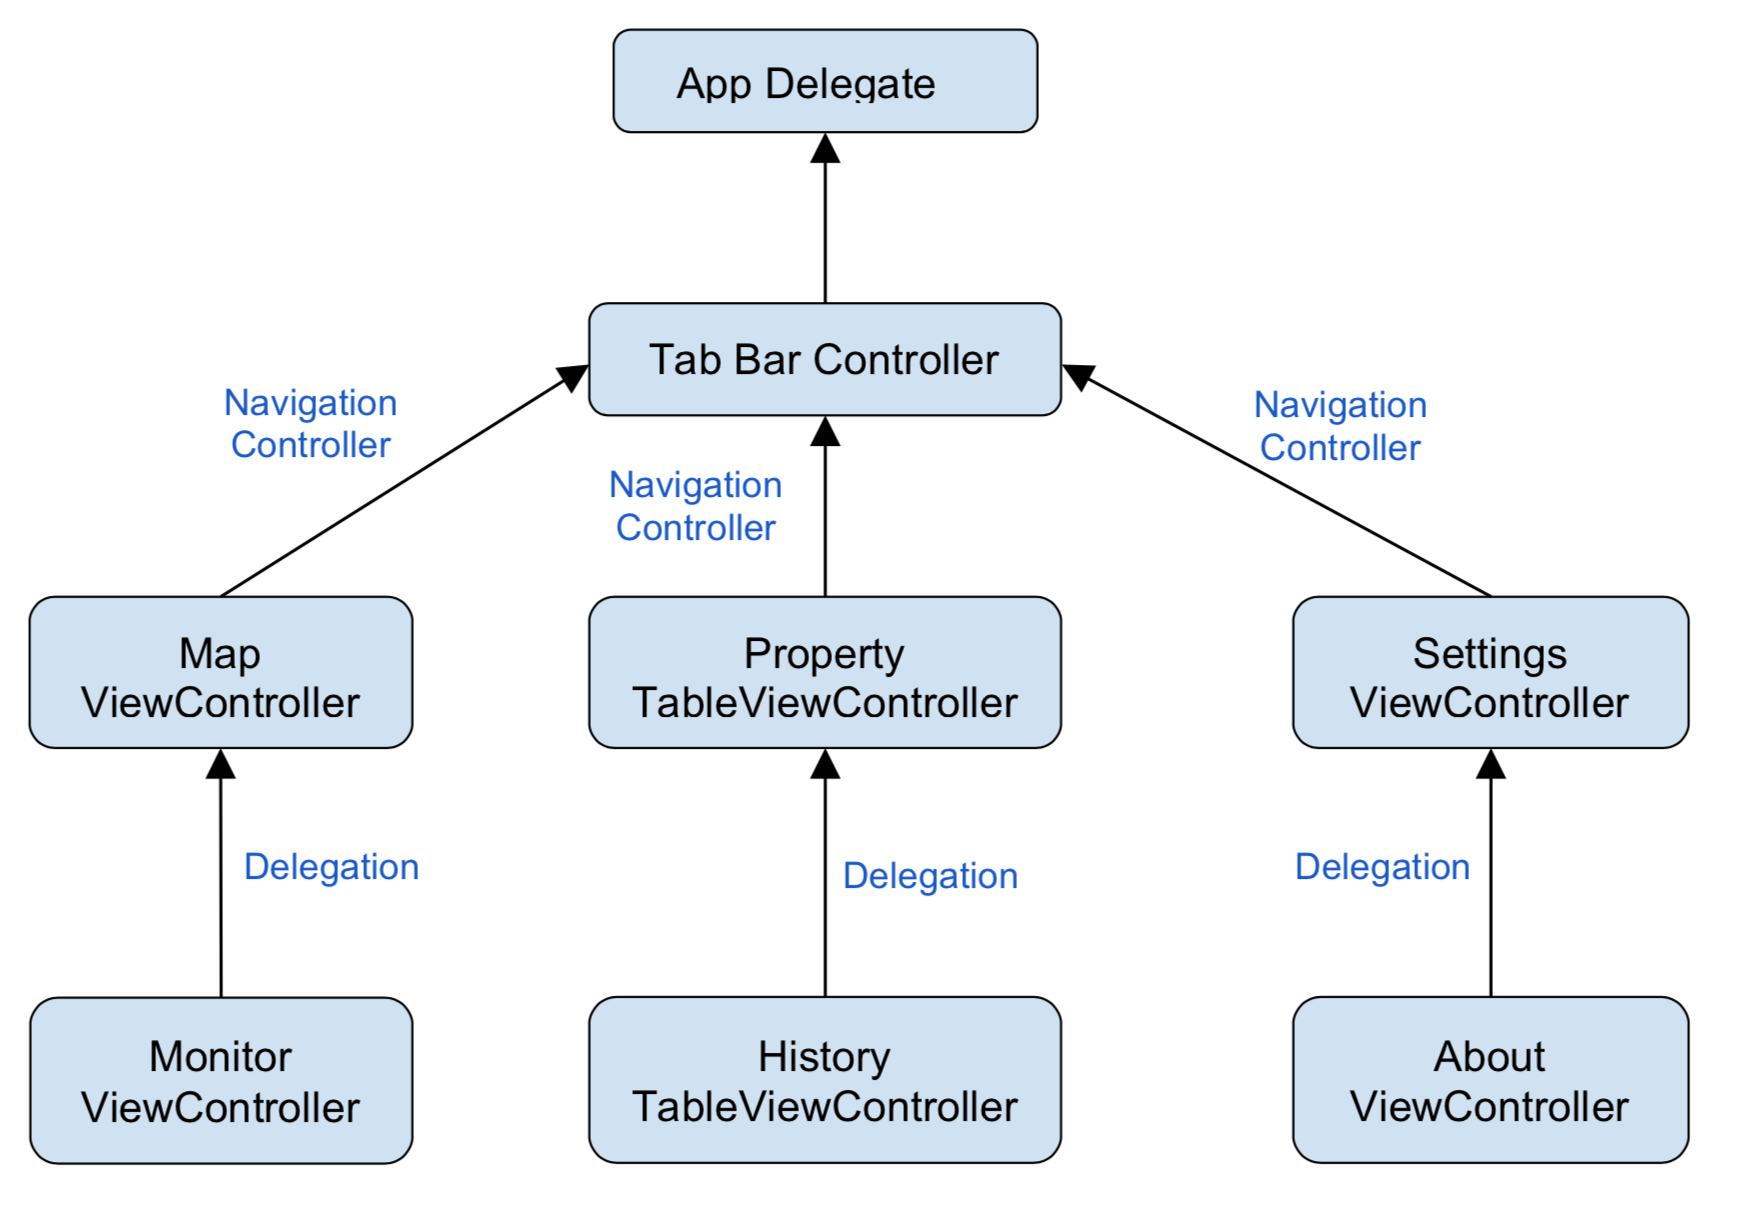 App Delegate
Tab Bar Controller
Navigation
Controller
Navigation
Controller
Navigation
Controller
Map
ViewController
Property
TableViewController
Settings
ViewController
Delegation
Delegation
Delegation
Monitor
ViewController
History
TableViewController
About
ViewController